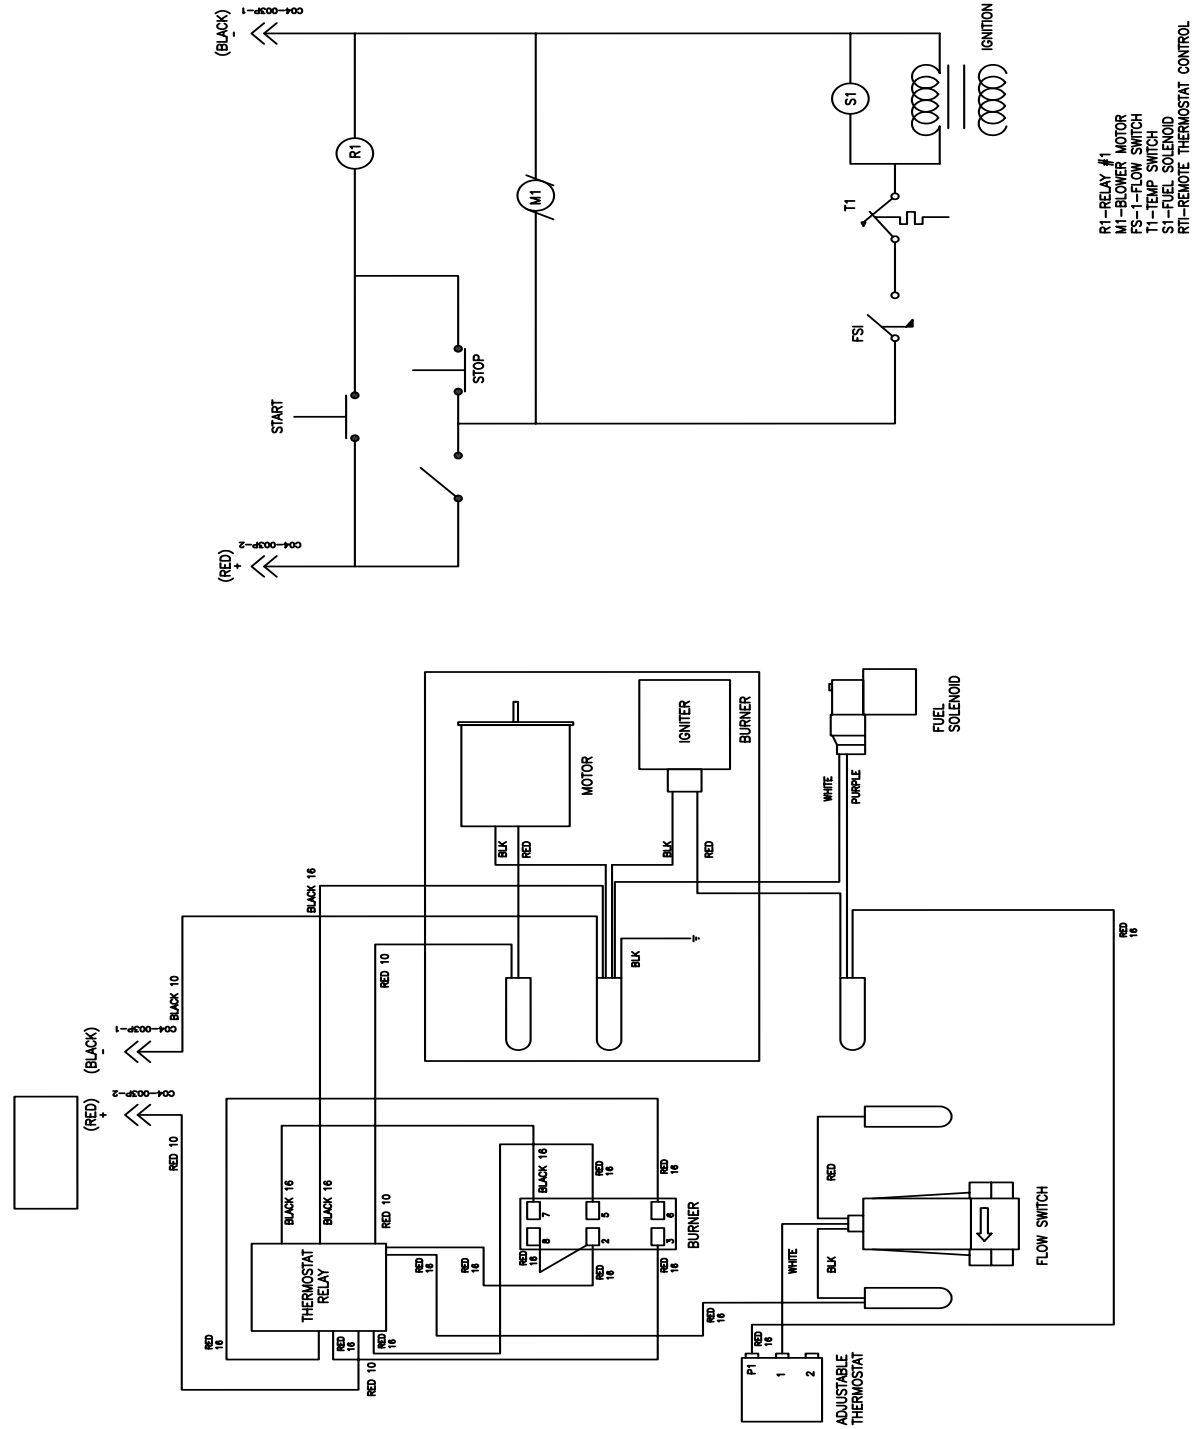 (BLACK)
-
C04-003P-1
R1
START
STOP
M1
S1
IGNITION
T1
FSI
(RED)
+
C04-003P-2
R1-RELAY #1
M1-BLOWER MOTOR
FS-1-FLOW SWITCH
T1-TEMP SWITCH
S1-FUEL SOLENOID
RTI-REMOTE THERMOSTAT CONTROL
(RED)
+
C04-003P-2
(BLACK)
-
C04-003P-1
RED 10
BLACK 10
BLACK 16
RED 10
BLACK 16
BLACK 16
RED 10
THERMOSTAT
RELAY
RED
16
RED
16
RED
16
RED 10
RED
16
RED
16
BLACK 16
RED
16
RED
16
7
5
6
8
2
3
RED
16
RED
16
RED
16
BURNER
MOTOR
BLK
RED
IGNITER
BURNER
BLK
RED
BLK
FUEL
SOLENOID
WHITE
PURPLE
RED
16
RED
FLOW SWITCH
WHITE
BLK
RED
16
RED
16
P1
1
2
ADJUSTABLE
THERMOSTAT